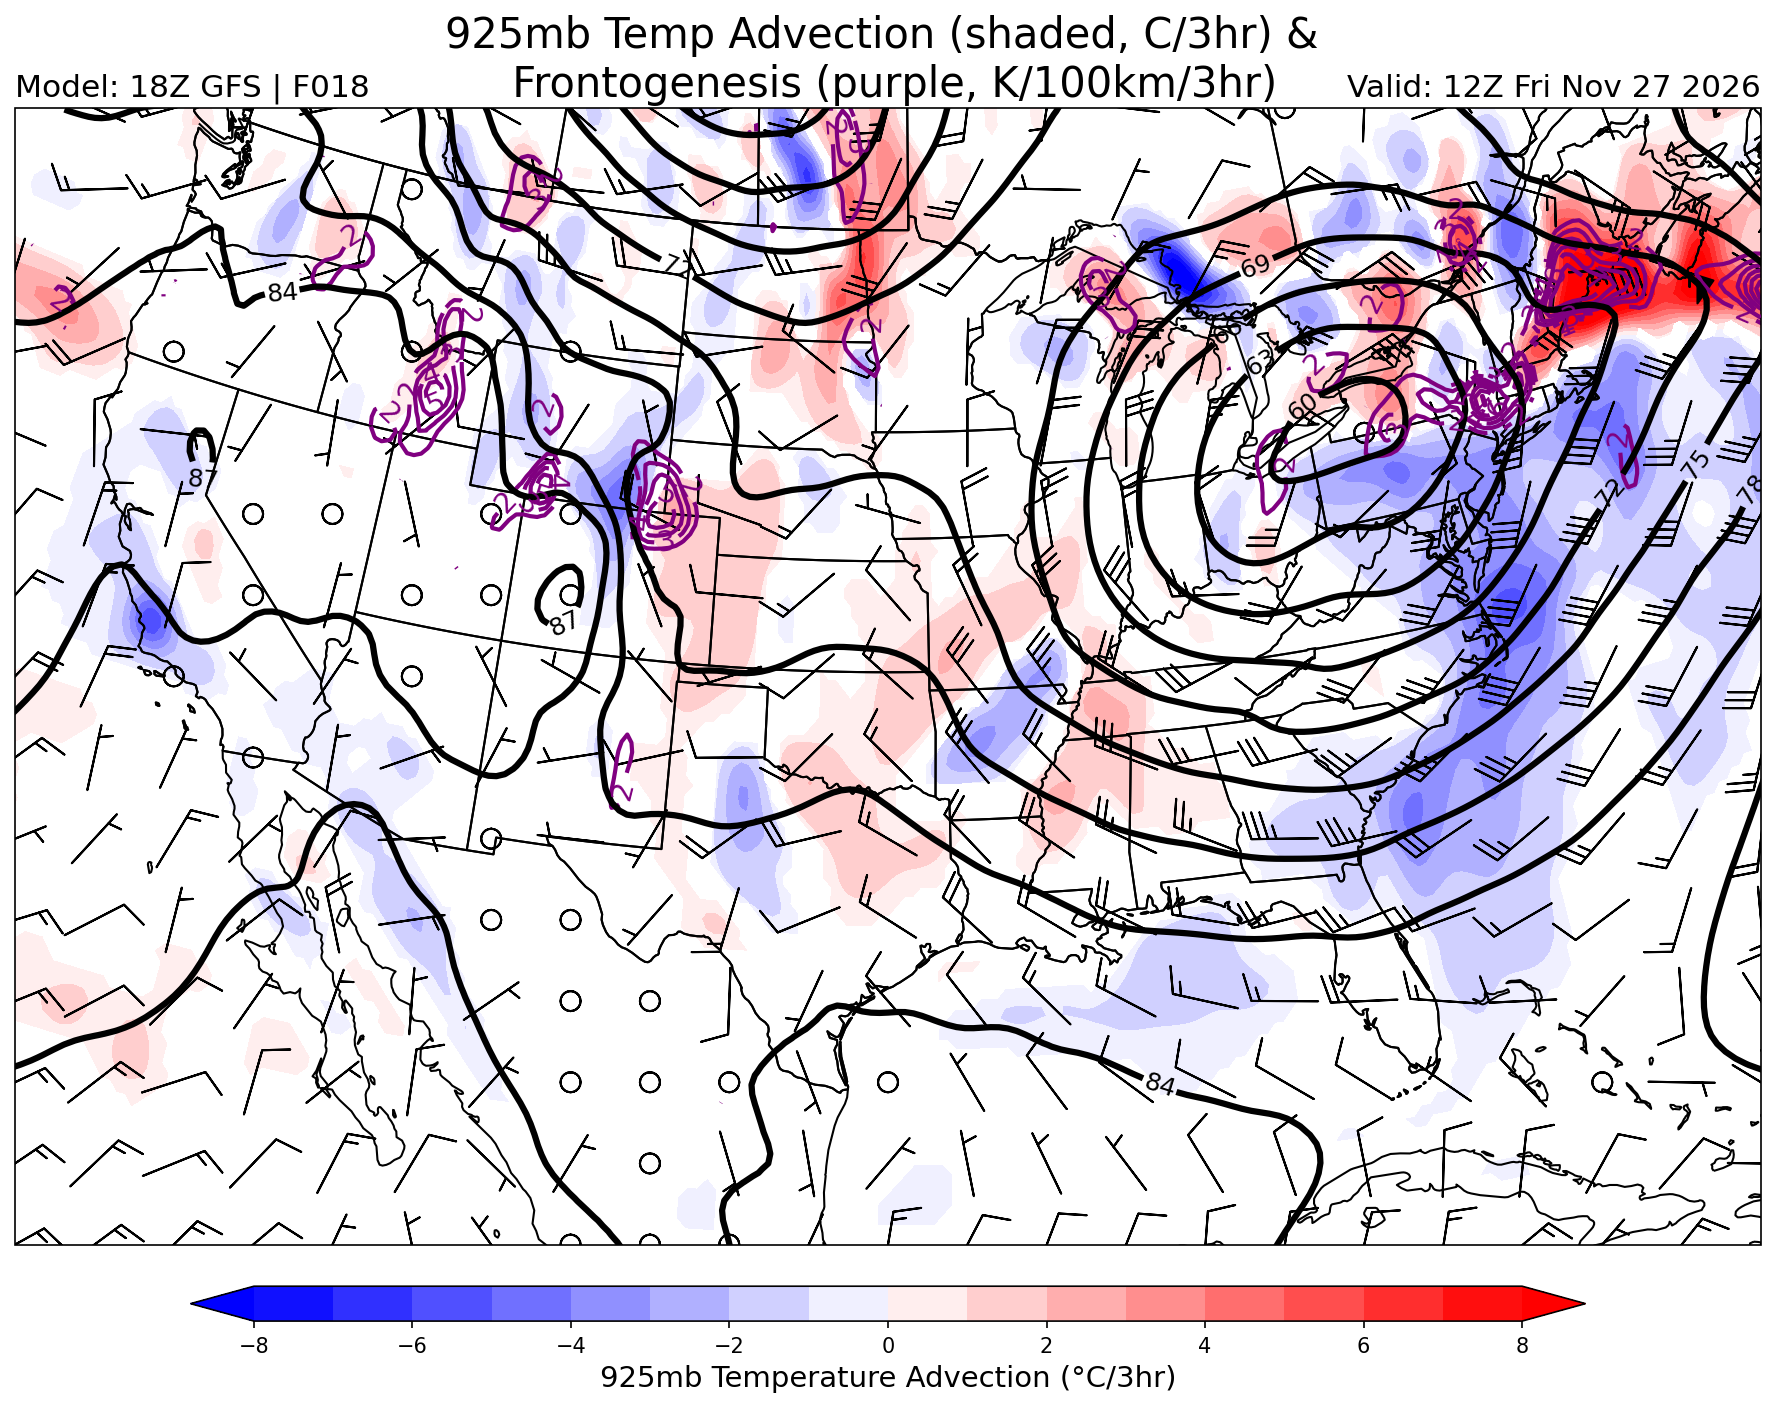 925mb Temp Advection (shaded, C/3hr) &
Model: 18Z GFS | F018
Frontogenesis (purple, K/100km/3hr)
Valid: 12Z Fri Nov 27 2026
69
84
63
60
87
75
78
72
87
84
−8 −6 −4 −2 0 2 4 6 8
925mb Temperature Advection (°C/3hr)